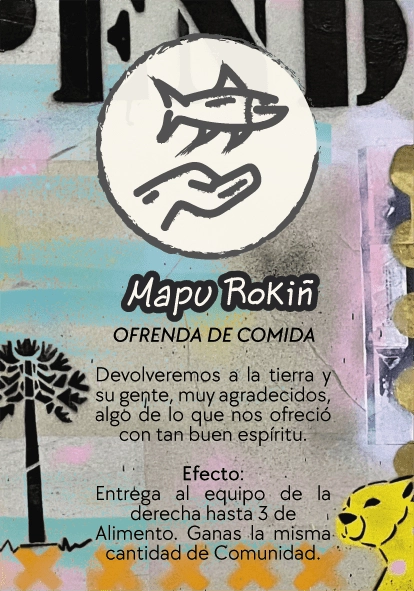 END
Mapu Rokiñ
OFRENDA DE COMIDA
Devolveremos a la tierra y
su gente, muy agradecidos,
algo de lo que nos ofreció
con tan buen espíritu.
Efecto:
Entrega al equipo de la
derecha hasta 3 de
Alimento. Ganas la misma
cantidad de Comunidad.